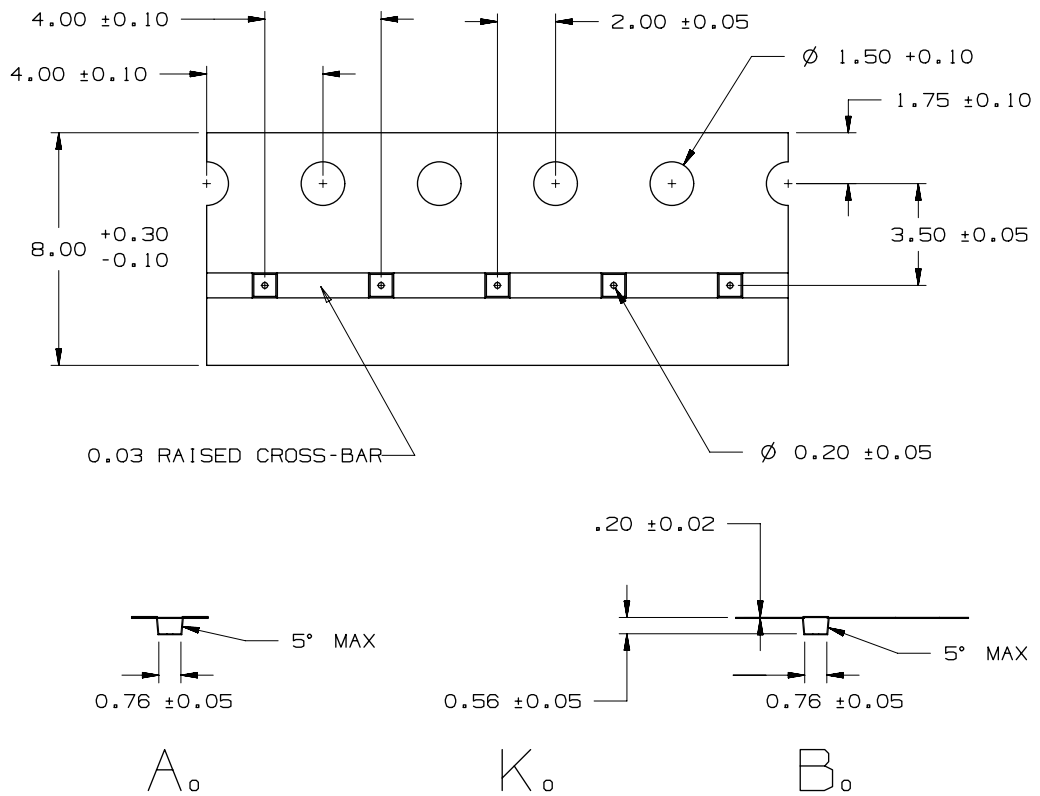 4.00 ±0.10
2.00 ±0.05
4.00 ±0.10
Ø 1.50 +0.10
1.75 ±0.10
8.00 +0.30 -0.10
3.50 ±0.05
0.03 RAISED CROSS-BAR
Ø 0.20 ±0.05
.20 ±0.02
5° MAX
5° MAX
0.76 ±0.05
0.56 ±0.05
0.76 ±0.05
Ao
Ko
Bo